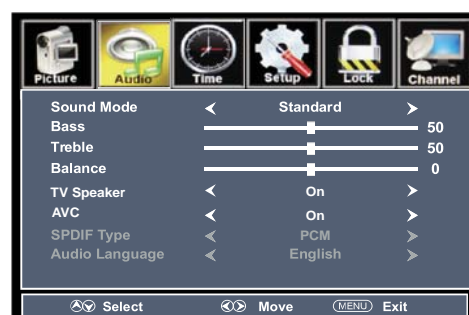 Picture Audio Time Setup Lock Channel
Sound Mode Standard
Bass 50
Treble 50
Balance 0
TV Speaker On
AVC On
SPDIF Type PCM
Audio Language English
Select Move MENU Exit